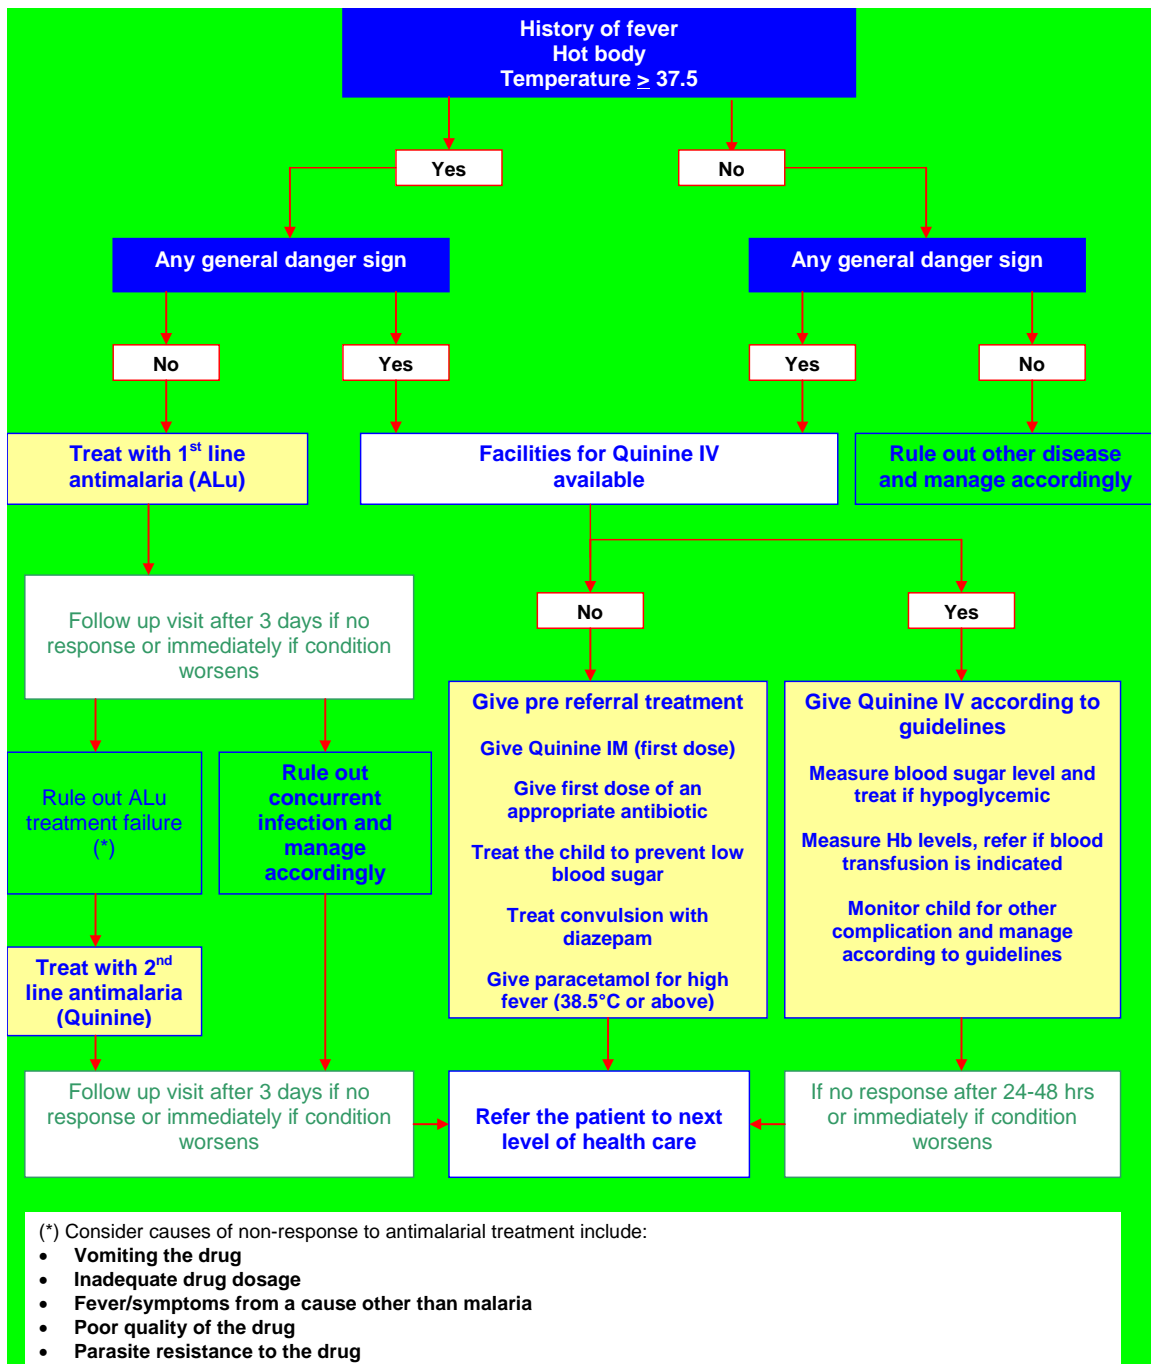 History of fever
Hot body
Temperature ≥ 37.5
Yes
No
Any general danger sign
Any general danger sign
No
Yes
Yes
No
Treat with 1st line
antimalaria (ALu)
Facilities for Quinine IV
available
Rule out other disease
and manage accordingly
Follow up visit after 3 days if no
response or immediately if condition
worsens
No
Yes
Rule out ALu
treatment failure
(*)
Rule out
concurrent
infection and
manage
accordingly
Give pre referral treatment
Give Quinine IM (first dose)
Give first dose of an
appropriate antibiotic
Treat the child to prevent low
blood sugar
Treat convulsion with
diazepam
Give paracetamol for high
fever (38.5°C or above)
Give Quinine IV according to
guidelines
Measure blood sugar level and
treat if hypoglycemic
Measure Hb levels, refer if blood
transfusion is indicated
Monitor child for other
complication and manage
according to guidelines
Treat with 2nd
line antimalaria
(Quinine)
Follow up visit after 3 days if no
response or immediately if condition
worsens
Refer the patient to next
level of health care
If no response after 24-48 hrs
or immediately if condition
worsens
(*) Consider causes of non-response to antimalarial treatment include:
• Vomiting the drug
• Inadequate drug dosage
• Fever/symptoms from a cause other than malaria
• Poor quality of the drug
• Parasite resistance to the drug